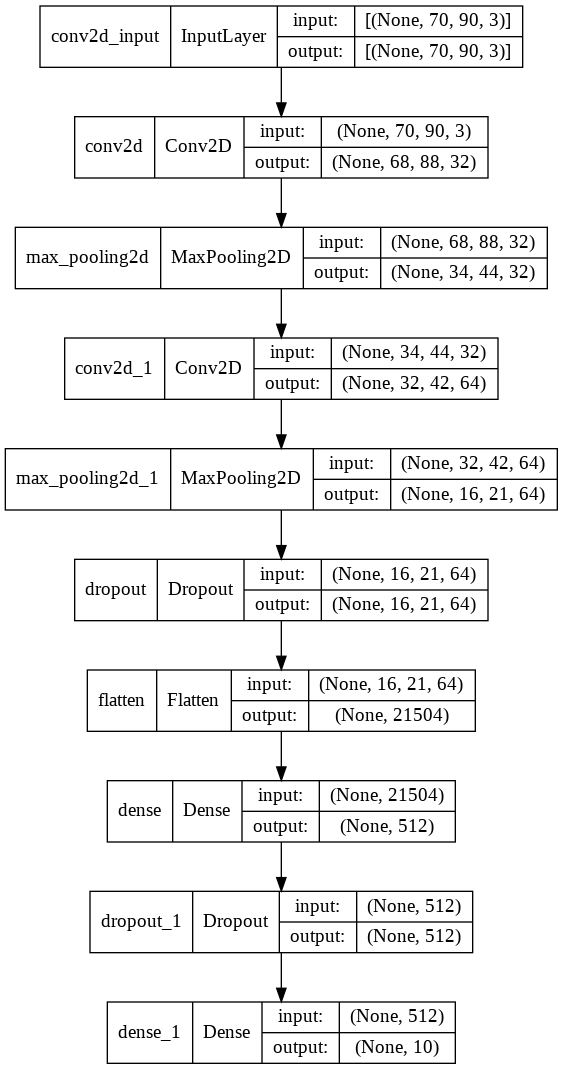 conv2d_input InputLayer input: [(None, 70, 90, 3)]
output: [(None, 70, 90, 3)]
conv2d Conv2D input: (None, 70, 90, 3)
output: (None, 68, 88, 32)
max_pooling2d MaxPooling2D input: (None, 68, 88, 32)
output: (None, 34, 44, 32)
conv2d_1 Conv2D input: (None, 34, 44, 32)
output: (None, 32, 42, 64)
max_pooling2d_1 MaxPooling2D input: (None, 32, 42, 64)
output: (None, 16, 21, 64)
dropout Dropout input: (None, 16, 21, 64)
output: (None, 16, 21, 64)
flatten Flatten input: (None, 16, 21, 64)
output: (None, 21504)
dense Dense input: (None, 21504)
output: (None, 512)
dropout_1 Dropout input: (None, 512)
output: (None, 512)
dense_1 Dense input: (None, 512)
output: (None, 10)